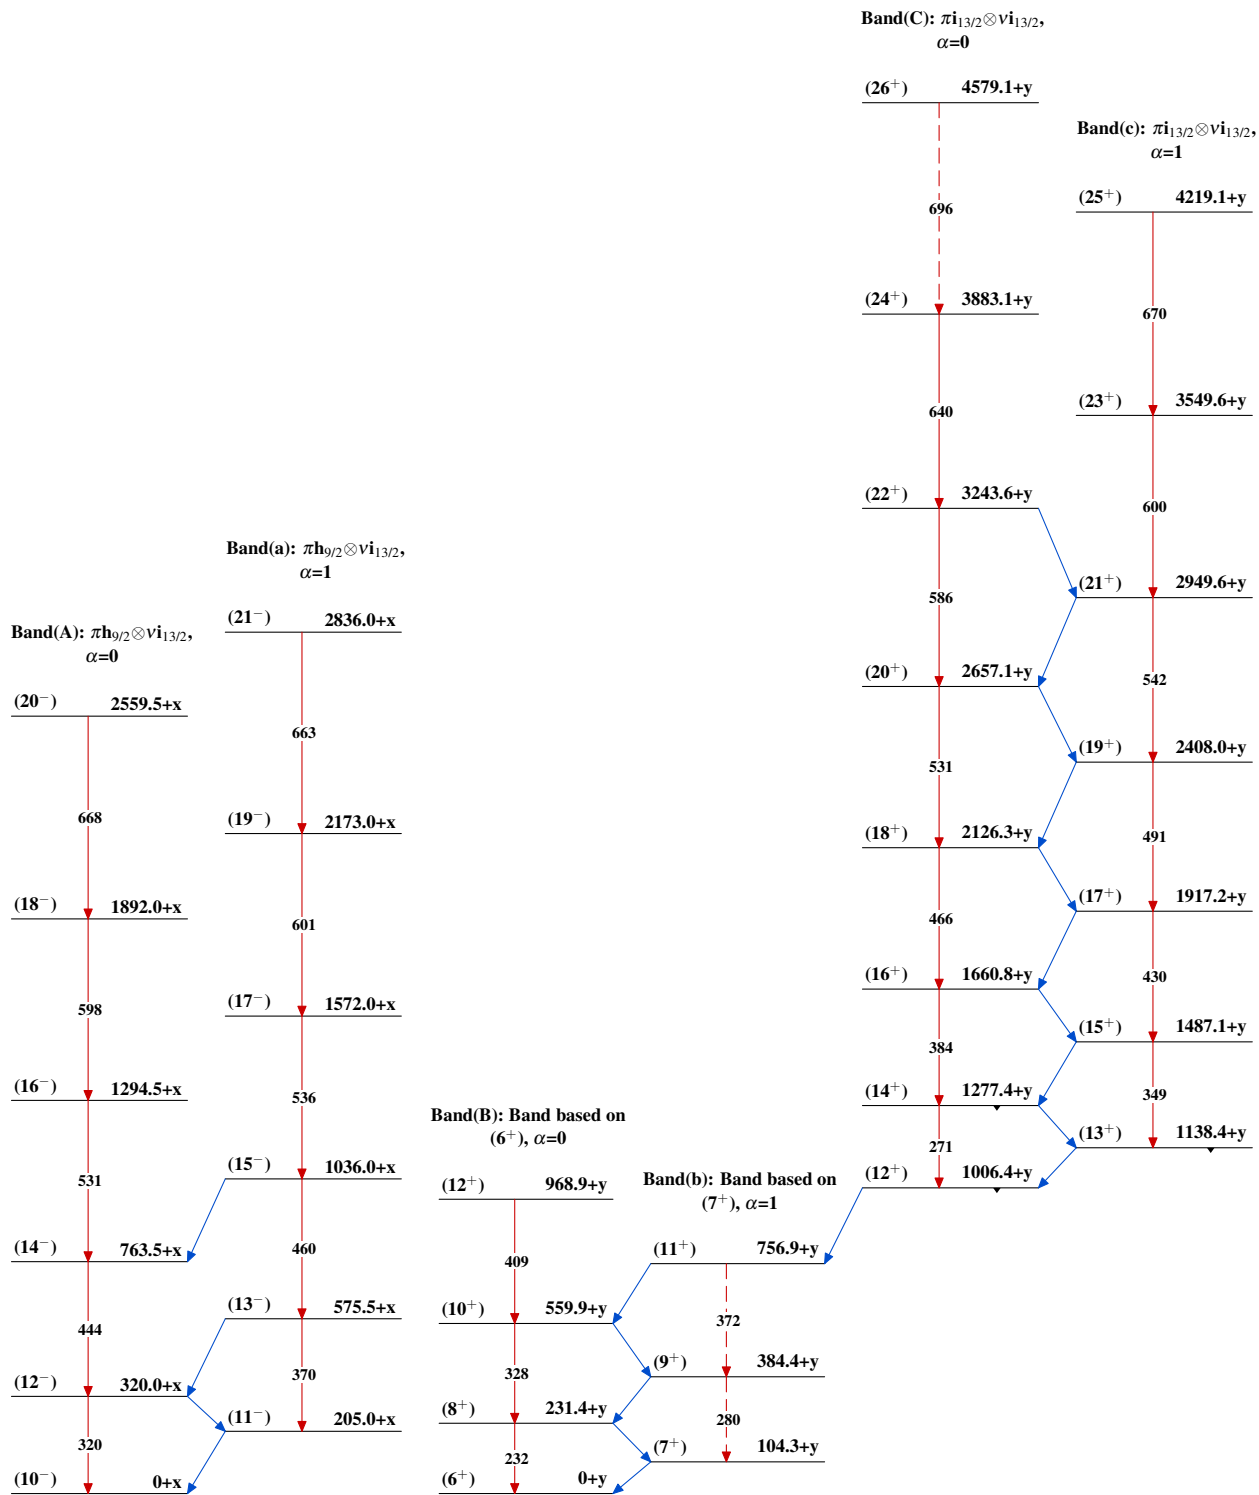 Band(A): πh9/2⊗νi13/2,
α=0
(20−) 2559.5+x
668
(18−) 1892.0+x
598
(16−) 1294.5+x
531
(14−) 763.5+x
444
(12−) 320.0+x
320
(10−) 0+x
Band(a): πh9/2⊗νi13/2,
α=1
(21−) 2836.0+x
663
(19−) 2173.0+x
601
(17−) 1572.0+x
536
(15−) 1036.0+x
460
(13−) 575.5+x
370
(11−) 205.0+x
Band(B): Band based on
(6+), α=0
(12+) 968.9+y
409
(10+) 559.9+y
328
(8+) 231.4+y
232
(6+) 0+y
Band(b): Band based on
(7+), α=1
(11+) 756.9+y
372
(9+) 384.4+y
280
(7+) 104.3+y
Band(C): πi13/2⊗νi13/2,
α=0
(26+) 4579.1+y
696
(24+) 3883.1+y
640
(22+) 3243.6+y
586
(20+) 2657.1+y
531
(18+) 2126.3+y
466
(16+) 1660.8+y
384
(14+) 1277.4+y
271
(12+) 1006.4+y
Band(c): πi13/2⊗νi13/2,
α=1
(25+) 4219.1+y
670
(23+) 3549.6+y
600
(21+) 2949.6+y
542
(19+) 2408.0+y
491
(17+) 1917.2+y
430
(15+) 1487.1+y
349
(13+) 1138.4+y